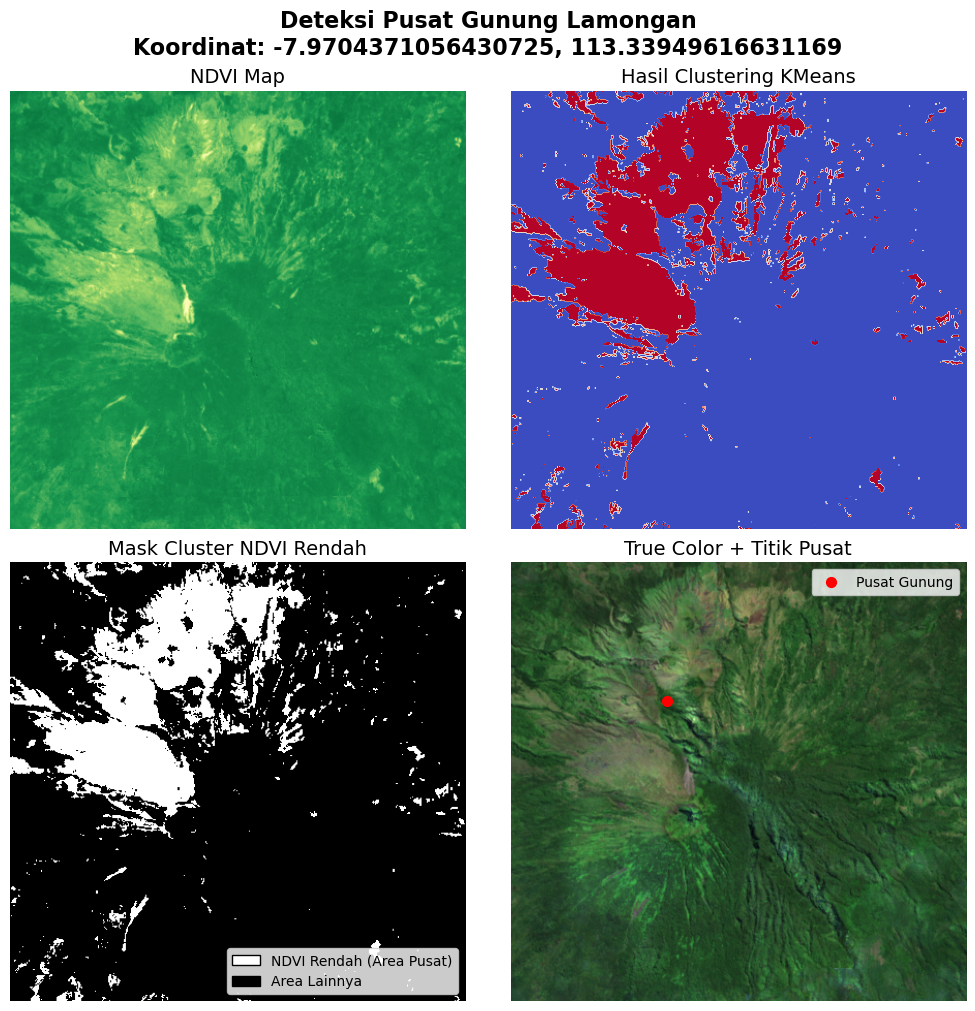 Deteksi Pusat Gunung Lamongan
Koordinat: -7.9704371056430725, 113.33949616631169
NDVI Map
Hasil Clustering KMeans
Mask Cluster NDVI Rendah
True Color + Titik Pusat
Pusat Gunung
NDVI Rendah (Area Pusat)
Area Lainnya